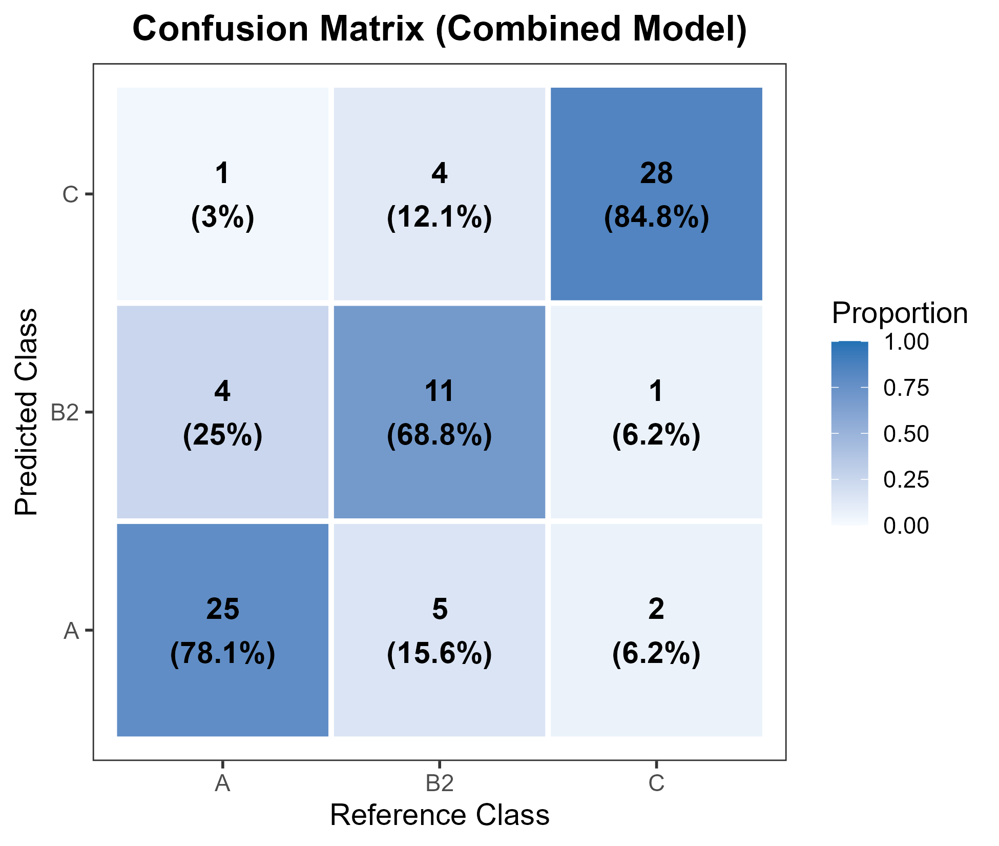 Confusion Matrix (Combined Model)
Predicted Class
C
1
(3%)
4
(12.1%)
28
(84.8%)
B2
4
(25%)
11
(68.8%)
1
(6.2%)
A
25
(78.1%)
5
(15.6%)
2
(6.2%)
A
B2
C
Reference Class
Proportion
1.00
0.75
0.50
0.25
0.00